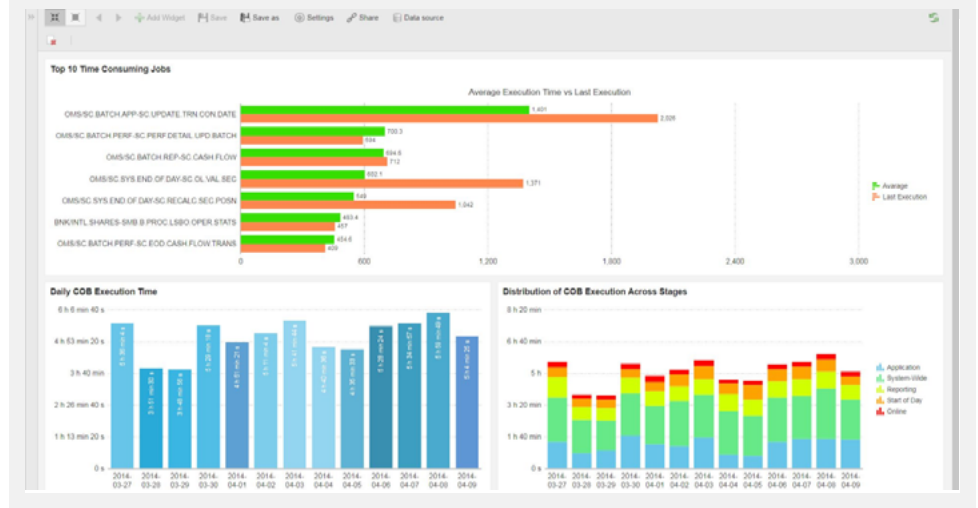 Add Widget Save Save as Settings Share Data source
Top 10 Time Consuming Jobs
Average Execution Time vs Last Execution
OMS/SC.BATCH.APP-SC.UPDATE.TRN.CON.DATE
1.401
2.026
OMS/SC.BATCH.PERF-SC.PERF.DETAIL.UPD.BATCH
700.3
594
OMS/SC.BATCH.REP-SC.CASH.FLOW
694.6
712
OMS/SC.SYS.END.OF.DAY-SC.OL.VAL.SEC
602.1
1.371
OMS/SC.SYS.END.OF.DAY-SC.RECALC.SEC.POSN
549
1.042
BNK/INTL.SHARES-SMB.B.PROC.LSBO.OPER.STATS
483.4
457
OMS/SC.BATCH.PERF-SC.EOD.CASH.FLOW.TRANS
454.6
409
0 600 1,200 1,800 2,400 3,000
Avarage
Last Execution
Daily COB Execution Time
6 h 6 min 40 s
4 h 53 min 20 s
3 h 40 min
2 h 26 min 40 s
1 h 13 min 20 s
0 s
2014-03-27 2014-03-28 2014-03-29 2014-03-30 2014-04-01 2014-04-02 2014-04-03 2014-04-04 2014-04-05 2014-04-06 2014-04-07 2014-04-08 2014-04-09
Distribution of COB Execution Across Stages
8 h 20 min
6 h 40 min
5 h
3 h 20 min
1 h 40 min
0 s
2014-03-27 2014-03-28 2014-03-29 2014-03-30 2014-04-01 2014-04-02 2014-04-03 2014-04-04 2014-04-05 2014-04-06 2014-04-07 2014-04-08 2014-04-09
Application
System-Wide
Reporting
Start of Day
Online